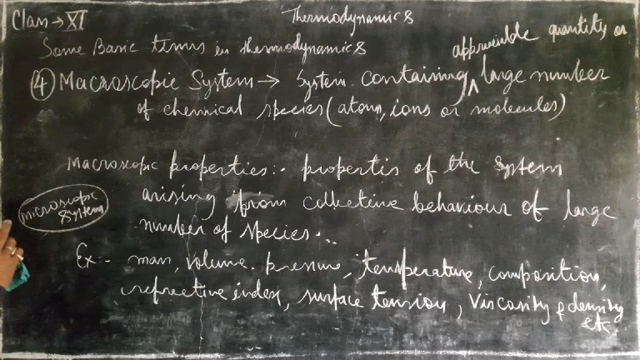 Class → XI
Thermodynamics
Some Basic terms in thermodynamics
appreciable quantity or
④ Macroscopic System → System containing ^ large number
of chemical species (atoms, ions or molecules)
Macroscopic properties:- propertis of the system
arising from collective behaviour of large
number of species...
microscopic
system
Ex:- mass, volume. pressure, temperature, composition,
refractive index, surface tension, viscosity & density
etc.